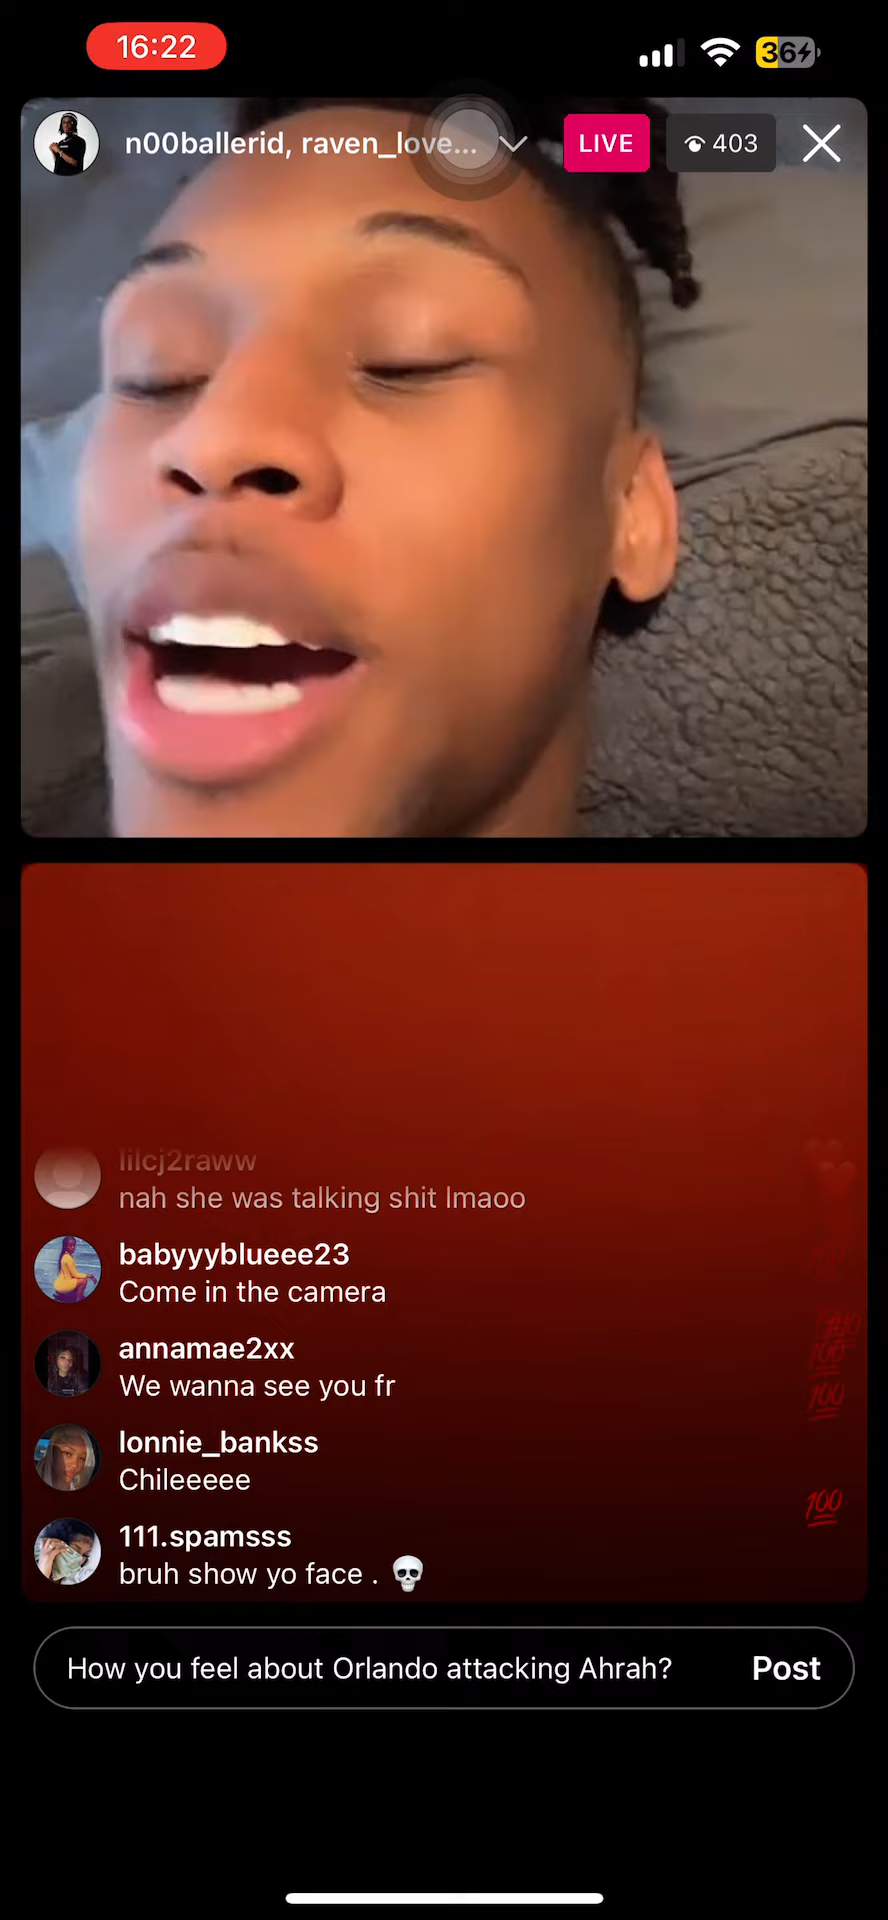 16:22
36
n00ballerid, raven_love...
LIVE
403
lilcj2raww
nah she was talking shit lmaoo
babyyyblueee23
Come in the camera
annamae2xx
We wanna see you fr
lonnie_bankss
Chileeeee
111.spamsss
bruh show yo face . 💀
How you feel about Orlando attacking Ahrah?
Post